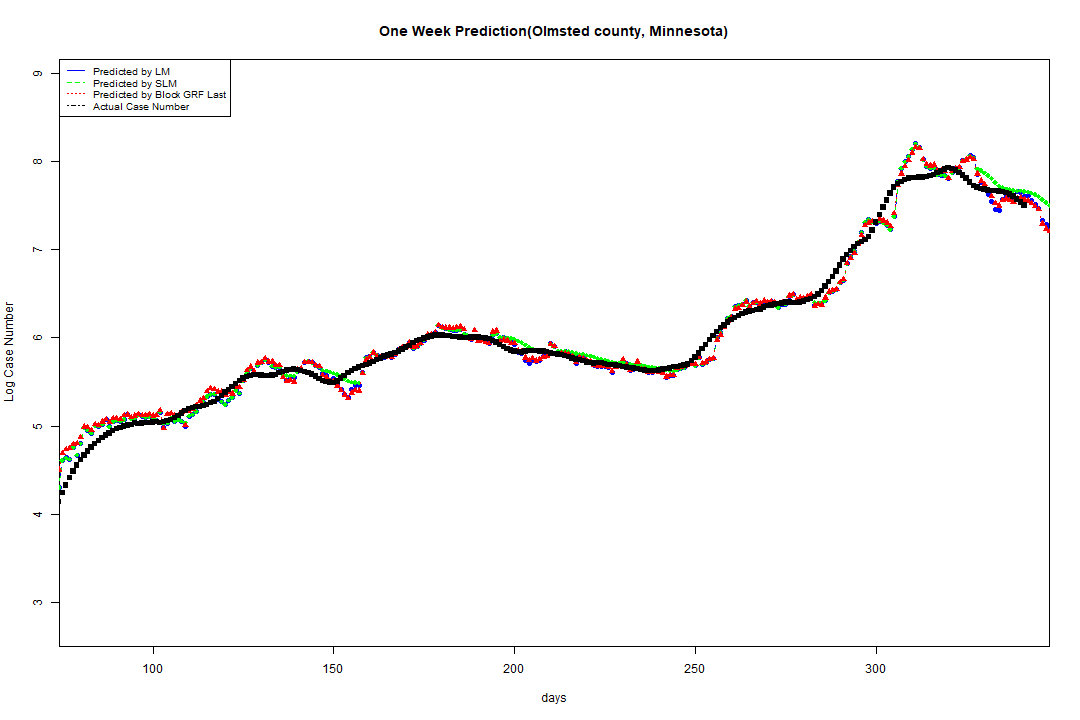 One Week Prediction(Olmsted county, Minnesota)
Predicted by LM
Predicted by SLM
Predicted by Block GRF Last
Actual Case Number
Log Case Number
9
8
7
6
5
4
3
100 150 200 250 300
days